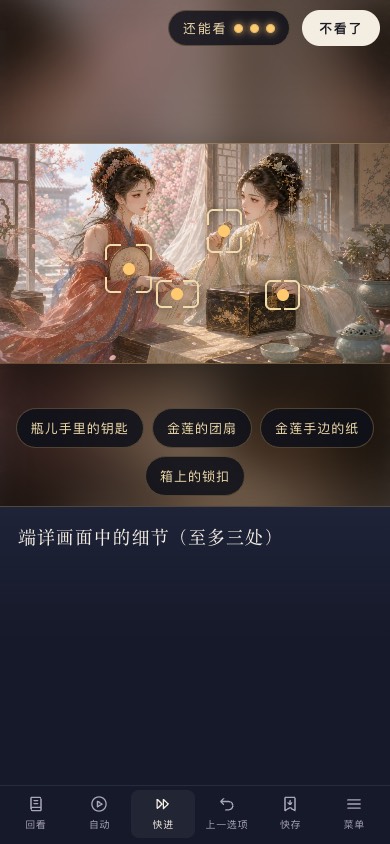 还能看
不看了
瓶儿手里的钥匙
金莲的团扇
金莲手边的纸
箱上的锁扣
端详画面中的细节（至多三处）
回看
自动
快进
上一选项
快存
菜单